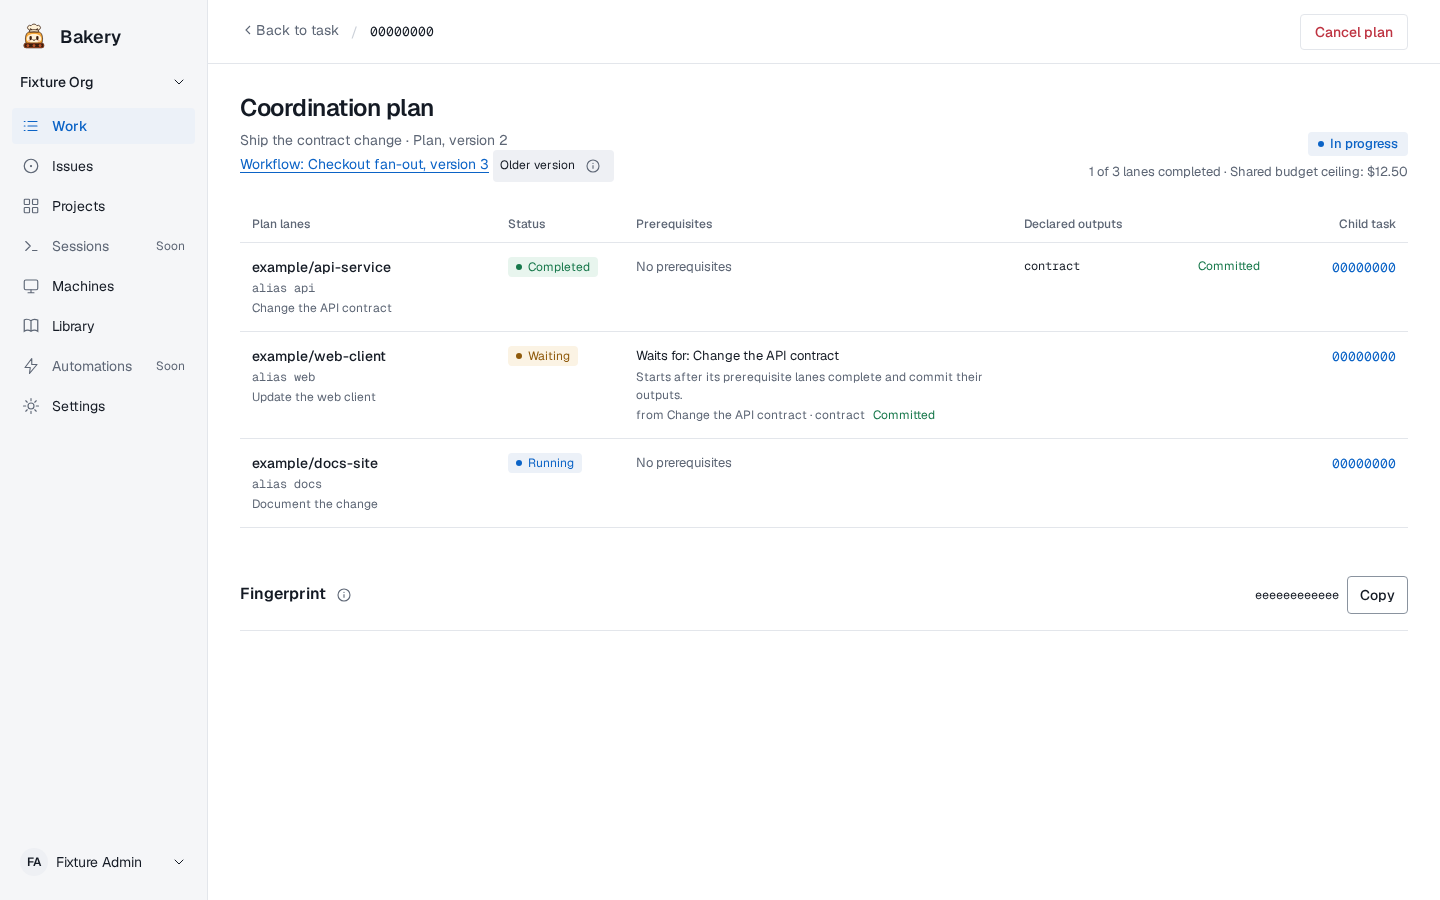 Bakery
Fixture Org
Work
Issues
Projects
Sessions Soon
Machines
Library
Automations Soon
Settings
FA Fixture Admin
Back to task / 00000000
Cancel plan
Coordination plan
Ship the contract change · Plan, version 2
Workflow: Checkout fan-out, version 3 Older version
In progress
1 of 3 lanes completed · Shared budget ceiling: $12.50
Plan lanes Status Prerequisites Declared outputs Child task
example/api-service Completed No prerequisites contract Committed 00000000
alias api
Change the API contract
example/web-client Waiting Waits for: Change the API contract 00000000
alias web Starts after its prerequisite lanes complete and commit their
Update the web client outputs.
from Change the API contract · contract Committed
example/docs-site Running No prerequisites 00000000
alias docs
Document the change
Fingerprint eeeeeeeeeeee Copy